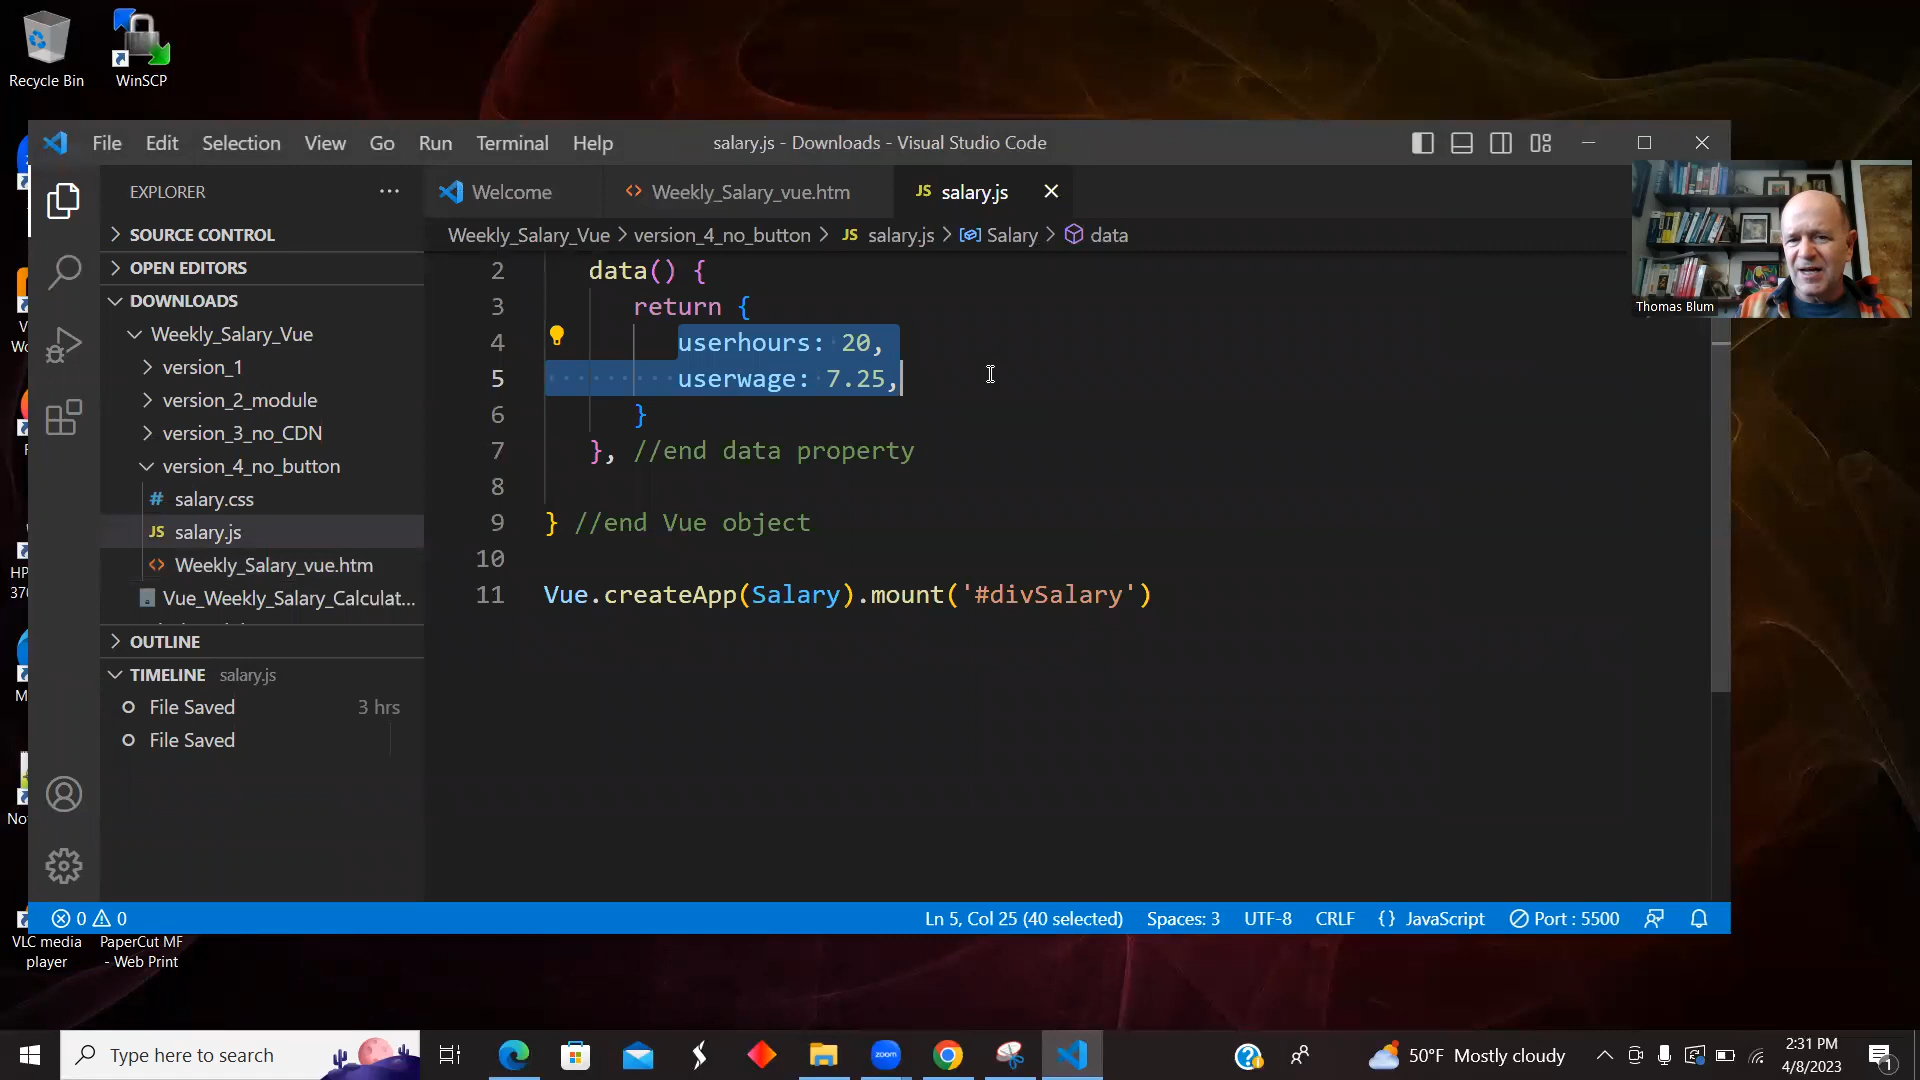 Recycle Bin
WinSCP
File Edit Selection View Go Run Terminal Help
salary.js - Downloads - Visual Studio Code
EXPLORER
Welcome
Weekly_Salary_vue.htm
JS salary.js
SOURCE CONTROL
OPEN EDITORS
DOWNLOADS
Weekly_Salary_Vue
version_1
version_2_module
version_3_no_CDN
version_4_no_button
# salary.css
JS salary.js
Weekly_Salary_vue.htm
Vue_Weekly_Salary_Calculat...
OUTLINE
TIMELINE salary.js
File Saved 3 hrs
File Saved
Weekly_Salary_Vue > version_4_no_button > JS salary.js > Salary > data
2 data() {
3 return {
4 userhours: 20,
5 userwage: 7.25,
6 }
7 }, //end data property
8
9 } //end Vue object
10
11 Vue.createApp(Salary).mount('#divSalary')
Thomas Blum
0 0
Ln 5, Col 25 (40 selected) Spaces: 3 UTF-8 CRLF {} JavaScript Port : 5500
VLC media player
PaperCut MF - Web Print
Type here to search
zoom
50°F Mostly cloudy
2:31 PM
4/8/2023
1